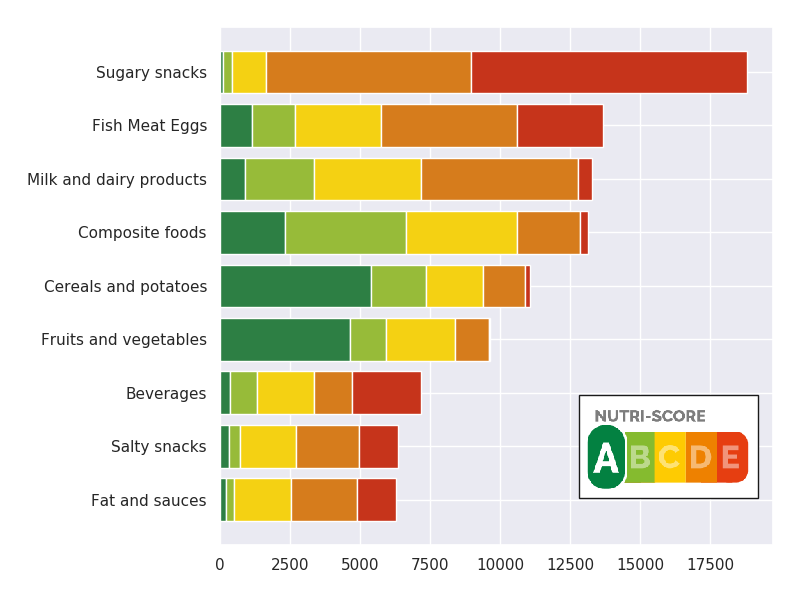 Sugary snacks
Fish Meat Eggs
Milk and dairy products
Composite foods
Cereals and potatoes
Fruits and vegetables
Beverages
Salty snacks
Fat and sauces
NUTRI-SCORE
A B C D E
0 2500 5000 7500 10000 12500 15000 17500